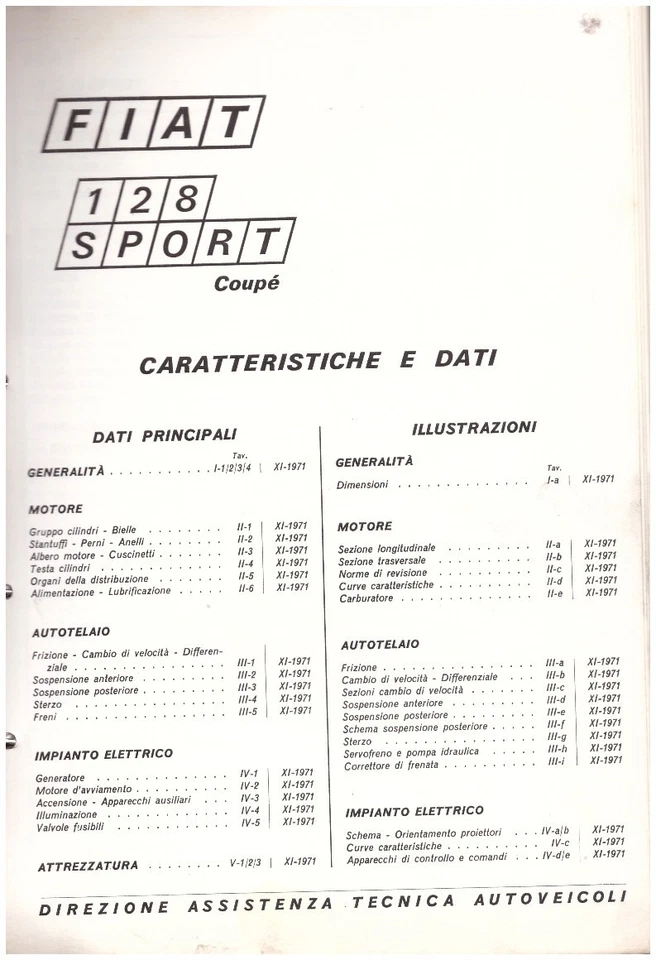 FIAT
128
SPORT
Coupé
CARATTERISTICHE E DATI
DATI PRINCIPALI
Tav.
GENERALITÀ . . . . . . . . . . . I-1/2/3/4 | XI-1971
MOTORE
Gruppo cilindri - Bielle . . . . . . . . II-1 | XI-1971
Stantuffi - Perni - Anelli . . . . . . . . II-2 | XI-1971
Albero motore - Cuscinetti . . . . . . . II-3 | XI-1971
Testa cilindri . . . . . . . . . . . . II-4 | XI-1971
Organi della distribuzione . . . . . . . II-5 | XI-1971
Alimentazione - Lubrificazione . . . . . II-6 | XI-1971
AUTOTELAIO
Frizione - Cambio di velocità - Differen-
ziale . . . . . . . . . . . . . . . III-1 | XI-1971
Sospensione anteriore . . . . . . . . . III-2 | XI-1971
Sospensione posteriore . . . . . . . . III-3 | XI-1971
Sterzo . . . . . . . . . . . . . . III-4 | XI-1971
Freni . . . . . . . . . . . . . . . III-5 | XI-1971
IMPIANTO ELETTRICO
Generatore . . . . . . . . . . . . . IV-1 | XI-1971
Motore d'avviamento . . . . . . . . . IV-2 | XI-1971
Accensione - Apparecchi ausiliari . . . IV-3 | XI-1971
Illuminazione . . . . . . . . . . . . IV-4 | XI-1971
Valvole fusibili . . . . . . . . . . . IV-5 | XI-1971
ATTREZZATURA . . . . . . . . V-1/2/3 | XI-1971
ILLUSTRAZIONI
GENERALITÀ
Tav.
Dimensioni . . . . . . . . . . . . . I-a | XI-1971
MOTORE
Sezione longitudinale . . . . . . . . . II-a | XI-1971
Sezione trasversale . . . . . . . . . . II-b | XI-1971
Norme di revisione . . . . . . . . . . II-c | XI-1971
Curve caratteristiche . . . . . . . . . . II-d | XI-1971
Carburatore . . . . . . . . . . . . . II-e | XI-1971
AUTOTELAIO
Frizione . . . . . . . . . . . . . . . III-a | XI-1971
Cambio di velocità - Differenziale . . . III-b | XI-1971
Sezioni cambio di velocità . . . . . . . III-c | XI-1971
Sospensione anteriore . . . . . . . . . III-d | XI-1971
Sospensione posteriore . . . . . . . . . III-e | XI-1971
Schema sospensione posteriore . . . . . III-f | XI-1971
Sterzo . . . . . . . . . . . . . . III-g | XI-1971
Servofreno e pompa idraulica . . . . . III-h | XI-1971
Correttore di frenata . . . . . . . . . . III-i | XI-1971
IMPIANTO ELETTRICO
Schema - Orientamento proiettori . . . IV-a/b | XI-1971
Curve caratteristiche . . . . . . . . . . IV-c | XI-1971
Apparecchi di controllo e comandi . . . IV-d/e | XI-1971
DIREZIONE ASSISTENZA TECNICA AUTOVEICOLI